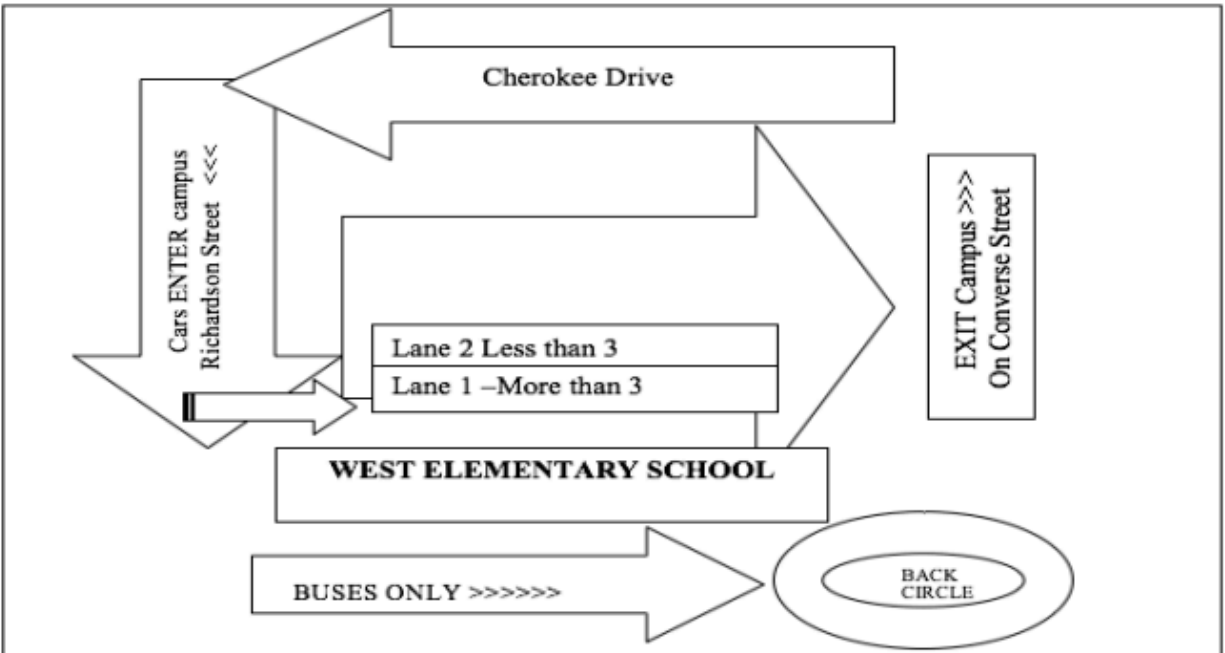 Cherokee Drive
Cars ENTER campus
Richardson Street <<<
EXIT Campus >>>
On Converse Street
Lane 2 Less than 3
Lane 1 –More than 3
WEST ELEMENTARY SCHOOL
BUSES ONLY >>>>>>
BACK
CIRCLE